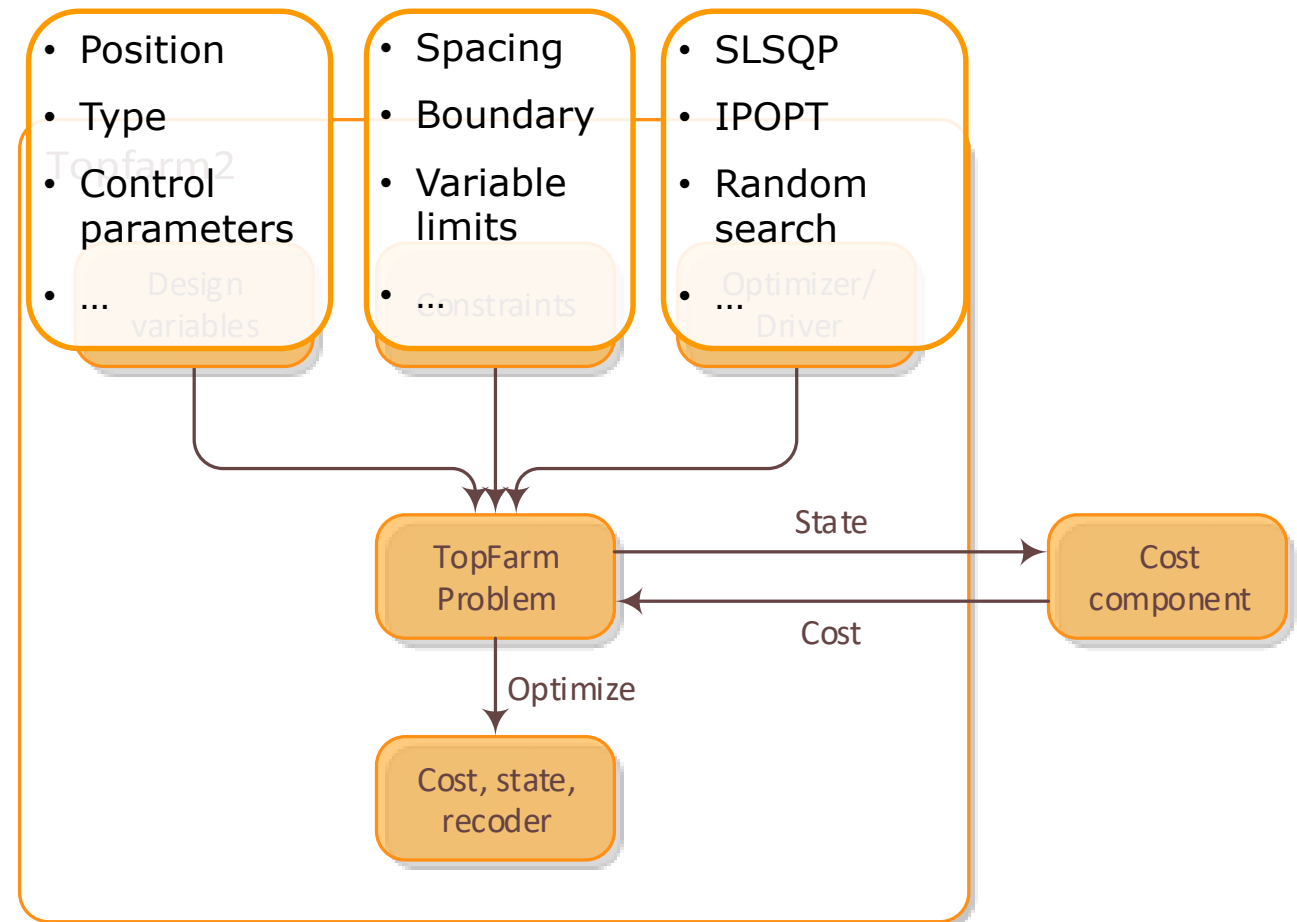 • Position
• Type
• Control
parameters
• ...
• Spacing
• Boundary
• Variable
limits
• ...
• SLSQP
• IPOPT
• Random
search
• ...
Topfarm2
Design
variables
Constraints
Optimizer/
Driver
TopFarm
Problem
State
Cost
Cost
component
Optimize
Cost, state,
recoder